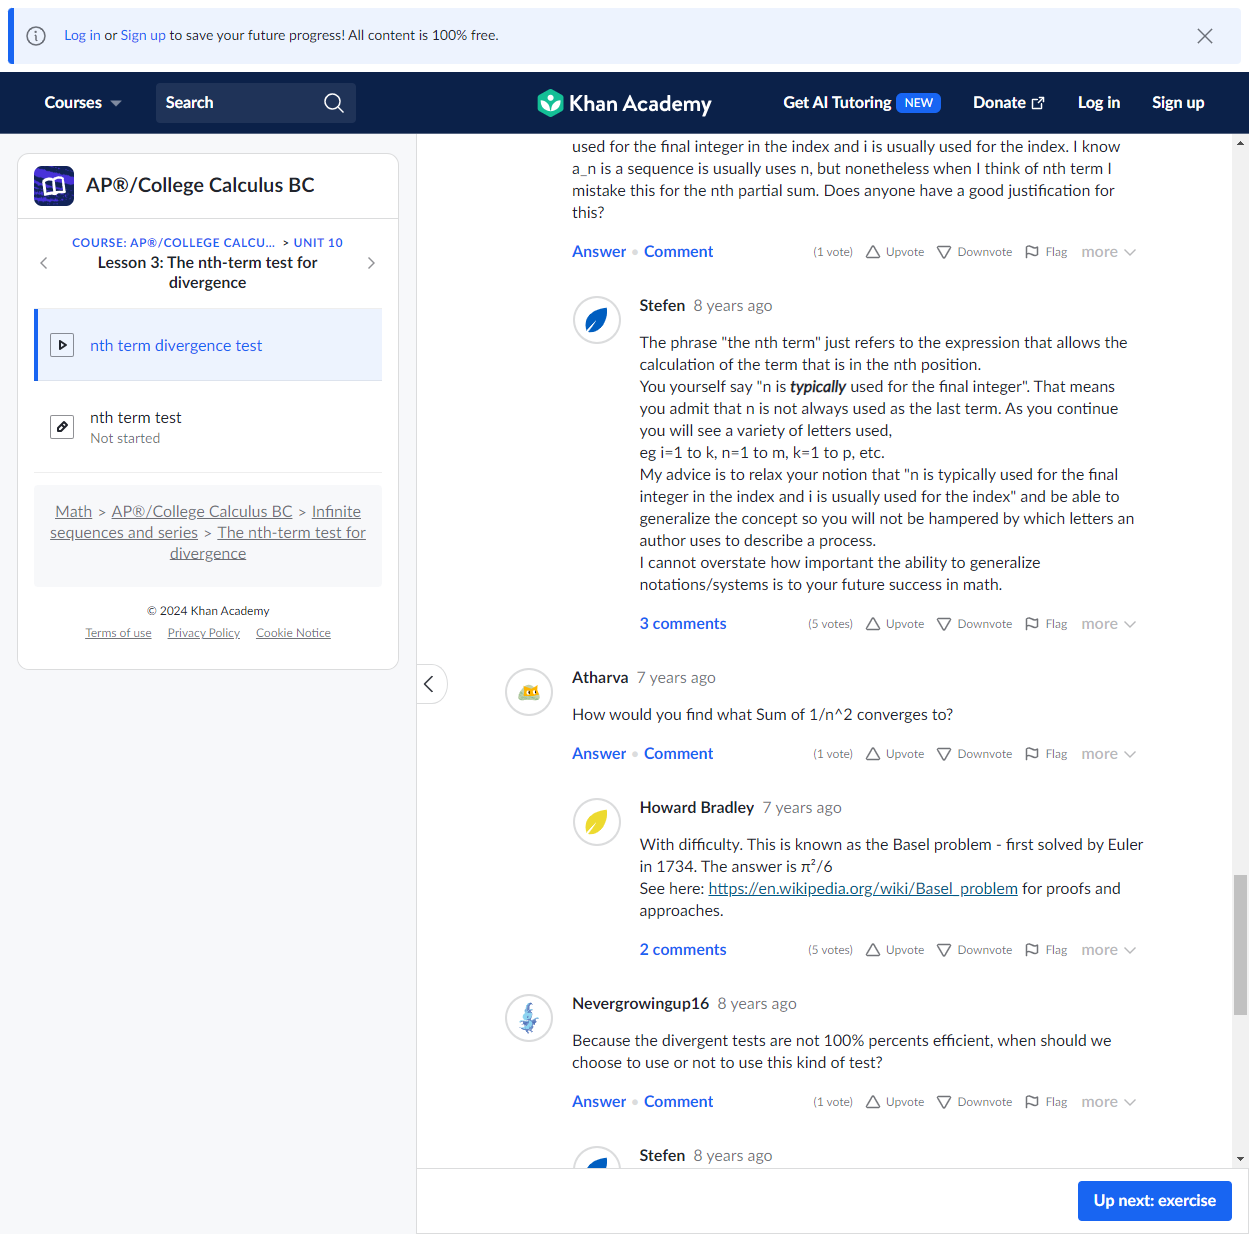 Log in or Sign up to save your future progress! All content is 100% free.
Courses
Search
Khan Academy
Get AI Tutoring NEW
Donate
Log in
Sign up
AP®/College Calculus BC
COURSE: AP®/COLLEGE CALCU... > UNIT 10
Lesson 3: The nth-term test for
divergence
nth term divergence test
nth term test
Not started
Math > AP®/College Calculus BC > Infinite
sequences and series > The nth-term test for
divergence
© 2024 Khan Academy
Terms of use Privacy Policy Cookie Notice
used for the final integer in the index and i is usually used for the index. I know
a_n is a sequence is usually uses n, but nonetheless when I think of nth term I
mistake this for the nth partial sum. Does anyone have a good justification for
this?
Answer • Comment (1 vote) Upvote Downvote Flag more
Stefen 8 years ago
The phrase "the nth term" just refers to the expression that allows the
calculation of the term that is in the nth position.
You yourself say "n is typically used for the final integer". That means
you admit that n is not always used as the last term. As you continue
you will see a variety of letters used,
eg i=1 to k, n=1 to m, k=1 to p, etc.
My advice is to relax your notion that "n is typically used for the final
integer in the index and i is usually used for the index" and be able to
generalize the concept so you will not be hampered by which letters an
author uses to describe a process.
I cannot overstate how important the ability to generalize
notations/systems is to your future success in math.
3 comments (5 votes) Upvote Downvote Flag more
Atharva 7 years ago
How would you find what Sum of 1/n^2 converges to?
Answer • Comment (1 vote) Upvote Downvote Flag more
Howard Bradley 7 years ago
With difficulty. This is known as the Basel problem - first solved by Euler
in 1734. The answer is π²/6
See here: https://en.wikipedia.org/wiki/Basel_problem for proofs and
approaches.
2 comments (5 votes) Upvote Downvote Flag more
Nevergrowingup16 8 years ago
Because the divergent tests are not 100% percents efficient, when should we
choose to use or not to use this kind of test?
Answer • Comment (1 vote) Upvote Downvote Flag more
Stefen 8 years ago
Up next: exercise